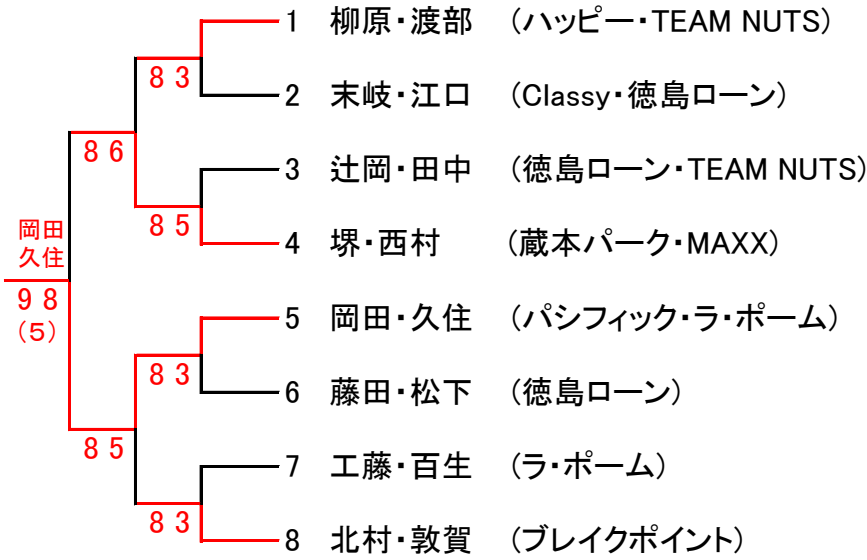 1 柳原・渡部 (ハッピー・TEAM NUTS)
8 3
2 末岐・江口 (Classy・徳島ローン)
8 6
3 辻岡・田中 (徳島ローン・TEAM NUTS)
8 5
4 堺・西村 (蔵本パーク・MAXX)
岡田
久住
9 8
(5)
5 岡田・久住 (パシフィック・ラ・ポーム)
8 3
6 藤田・松下 (徳島ローン)
8 5
7 工藤・百生 (ラ・ポーム)
8 3
8 北村・敦賀 (ブレイクポイント)